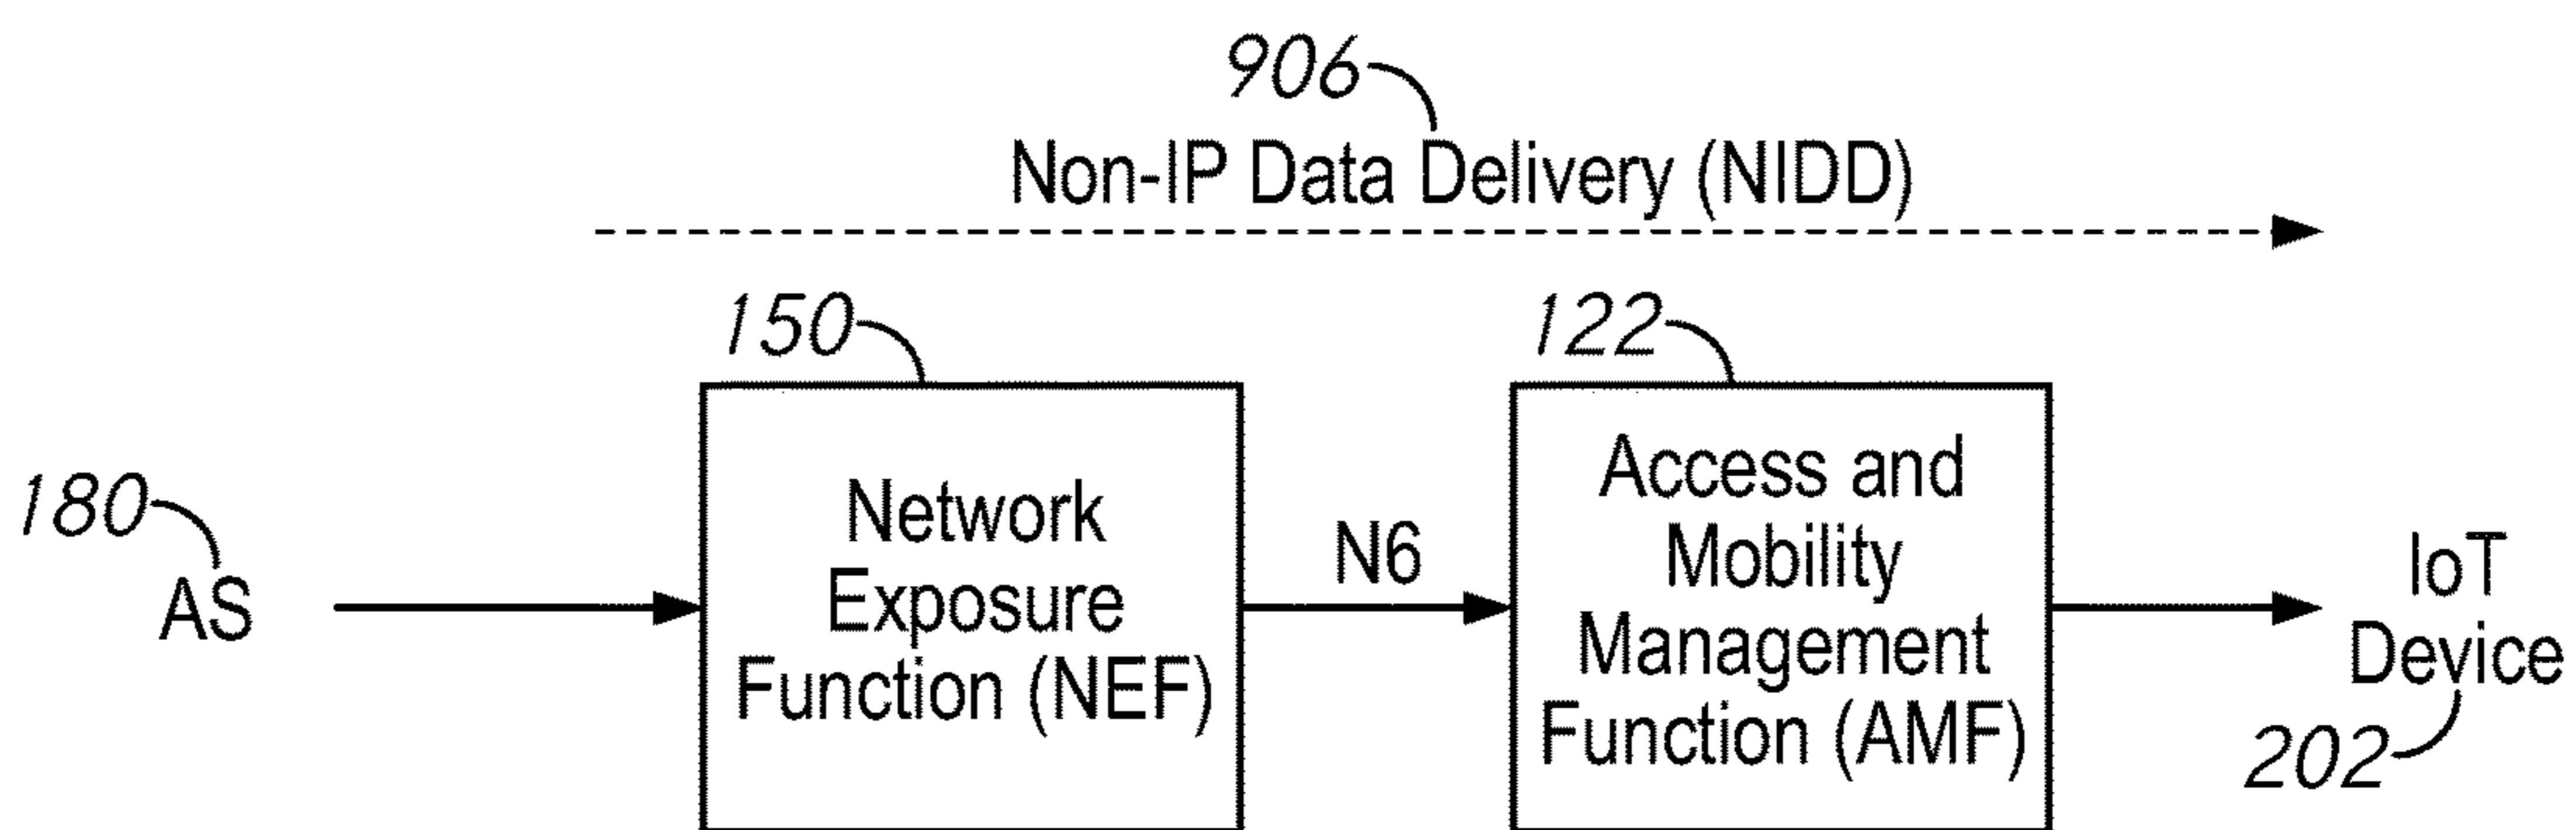 906
Non-IP Data Delivery (NIDD)
150
122
180
AS
Network
Exposure
Function (NEF)
N6
Access and
Mobility
Management
Function (AMF)
IoT
Device
202